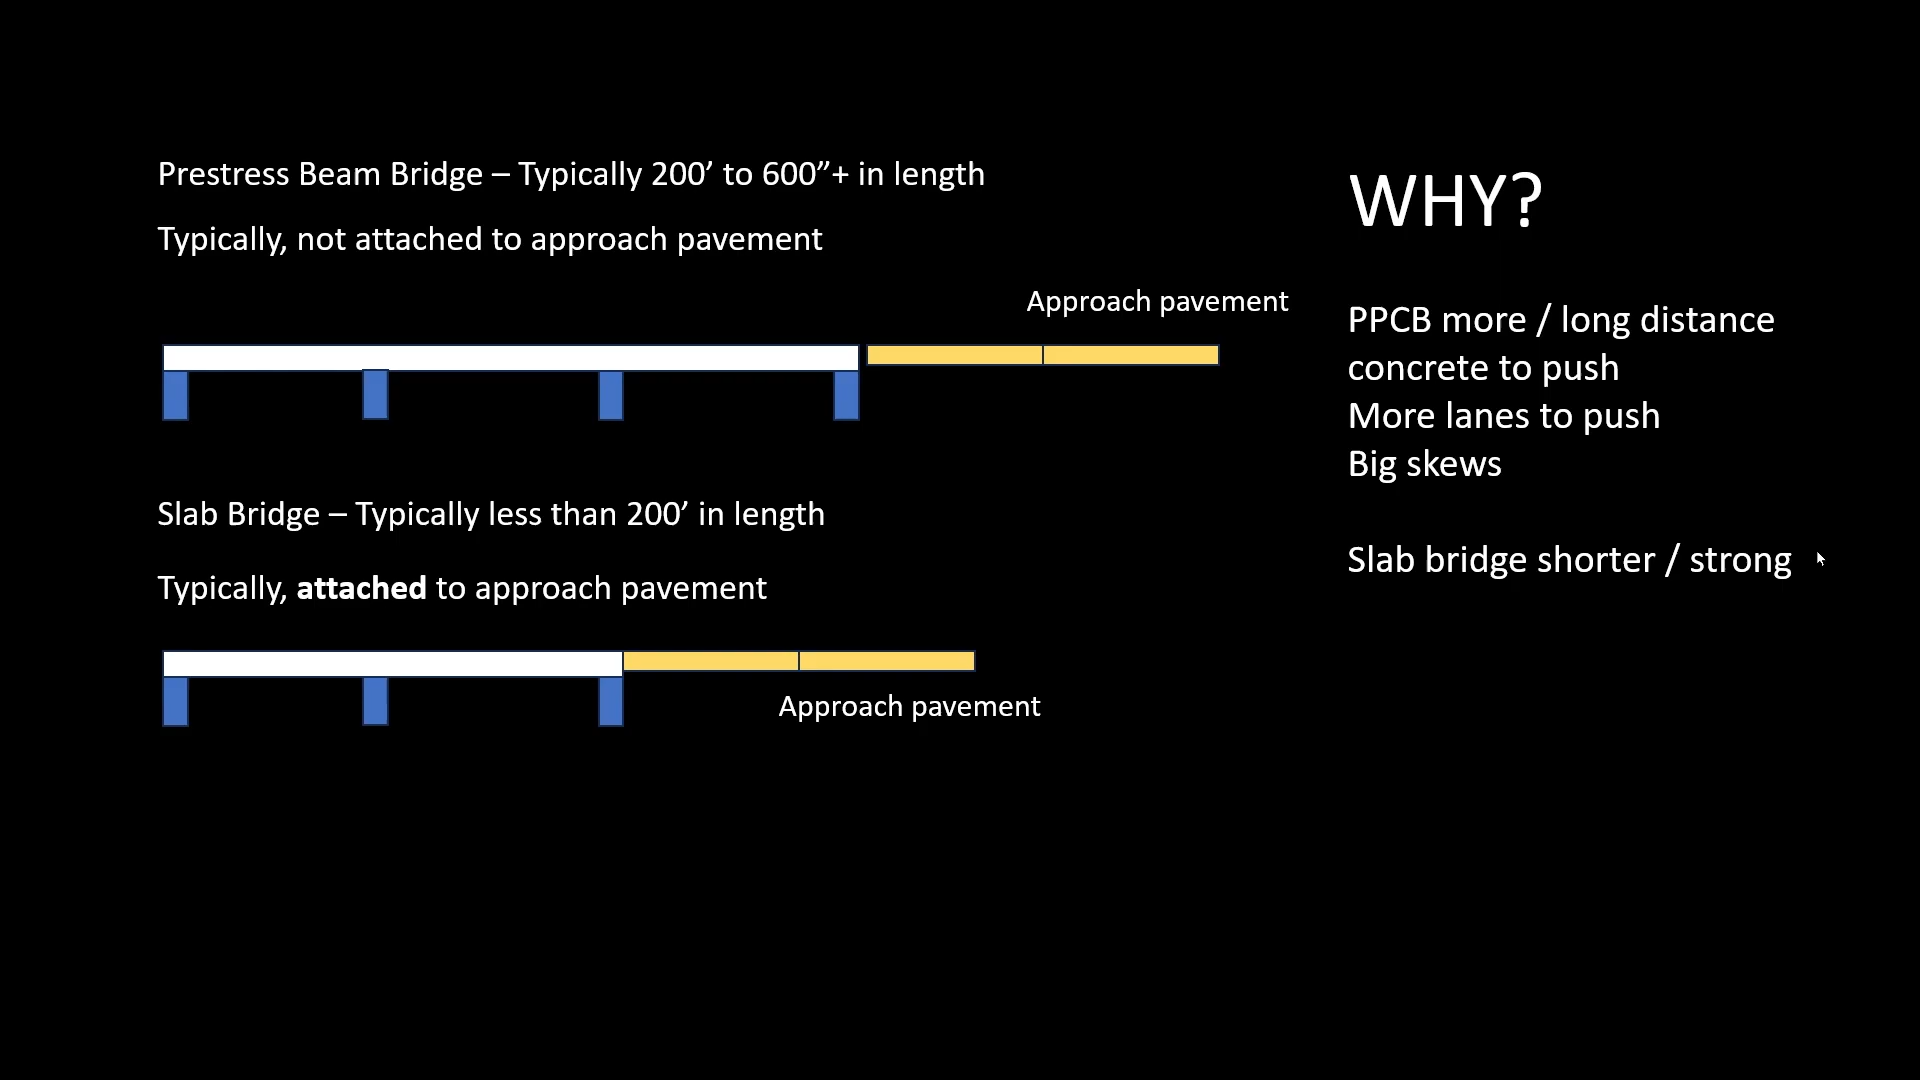 Prestress Beam Bridge – Typically 200’ to 600”+ in length
Typically, not attached to approach pavement
Approach pavement
Slab Bridge – Typically less than 200’ in length
Typically, attached to approach pavement
Approach pavement
WHY?
PPCB more / long distance
concrete to push
More lanes to push
Big skews
Slab bridge shorter / strong